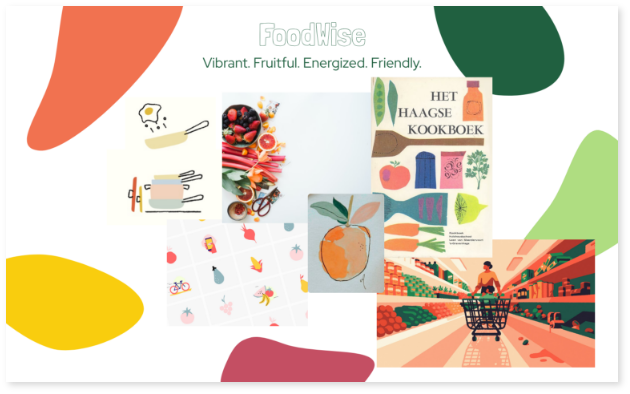 FoodWise
Vibrant. Fruitful. Energized. Friendly.
HET
HAAGSE
KOOKBOEK